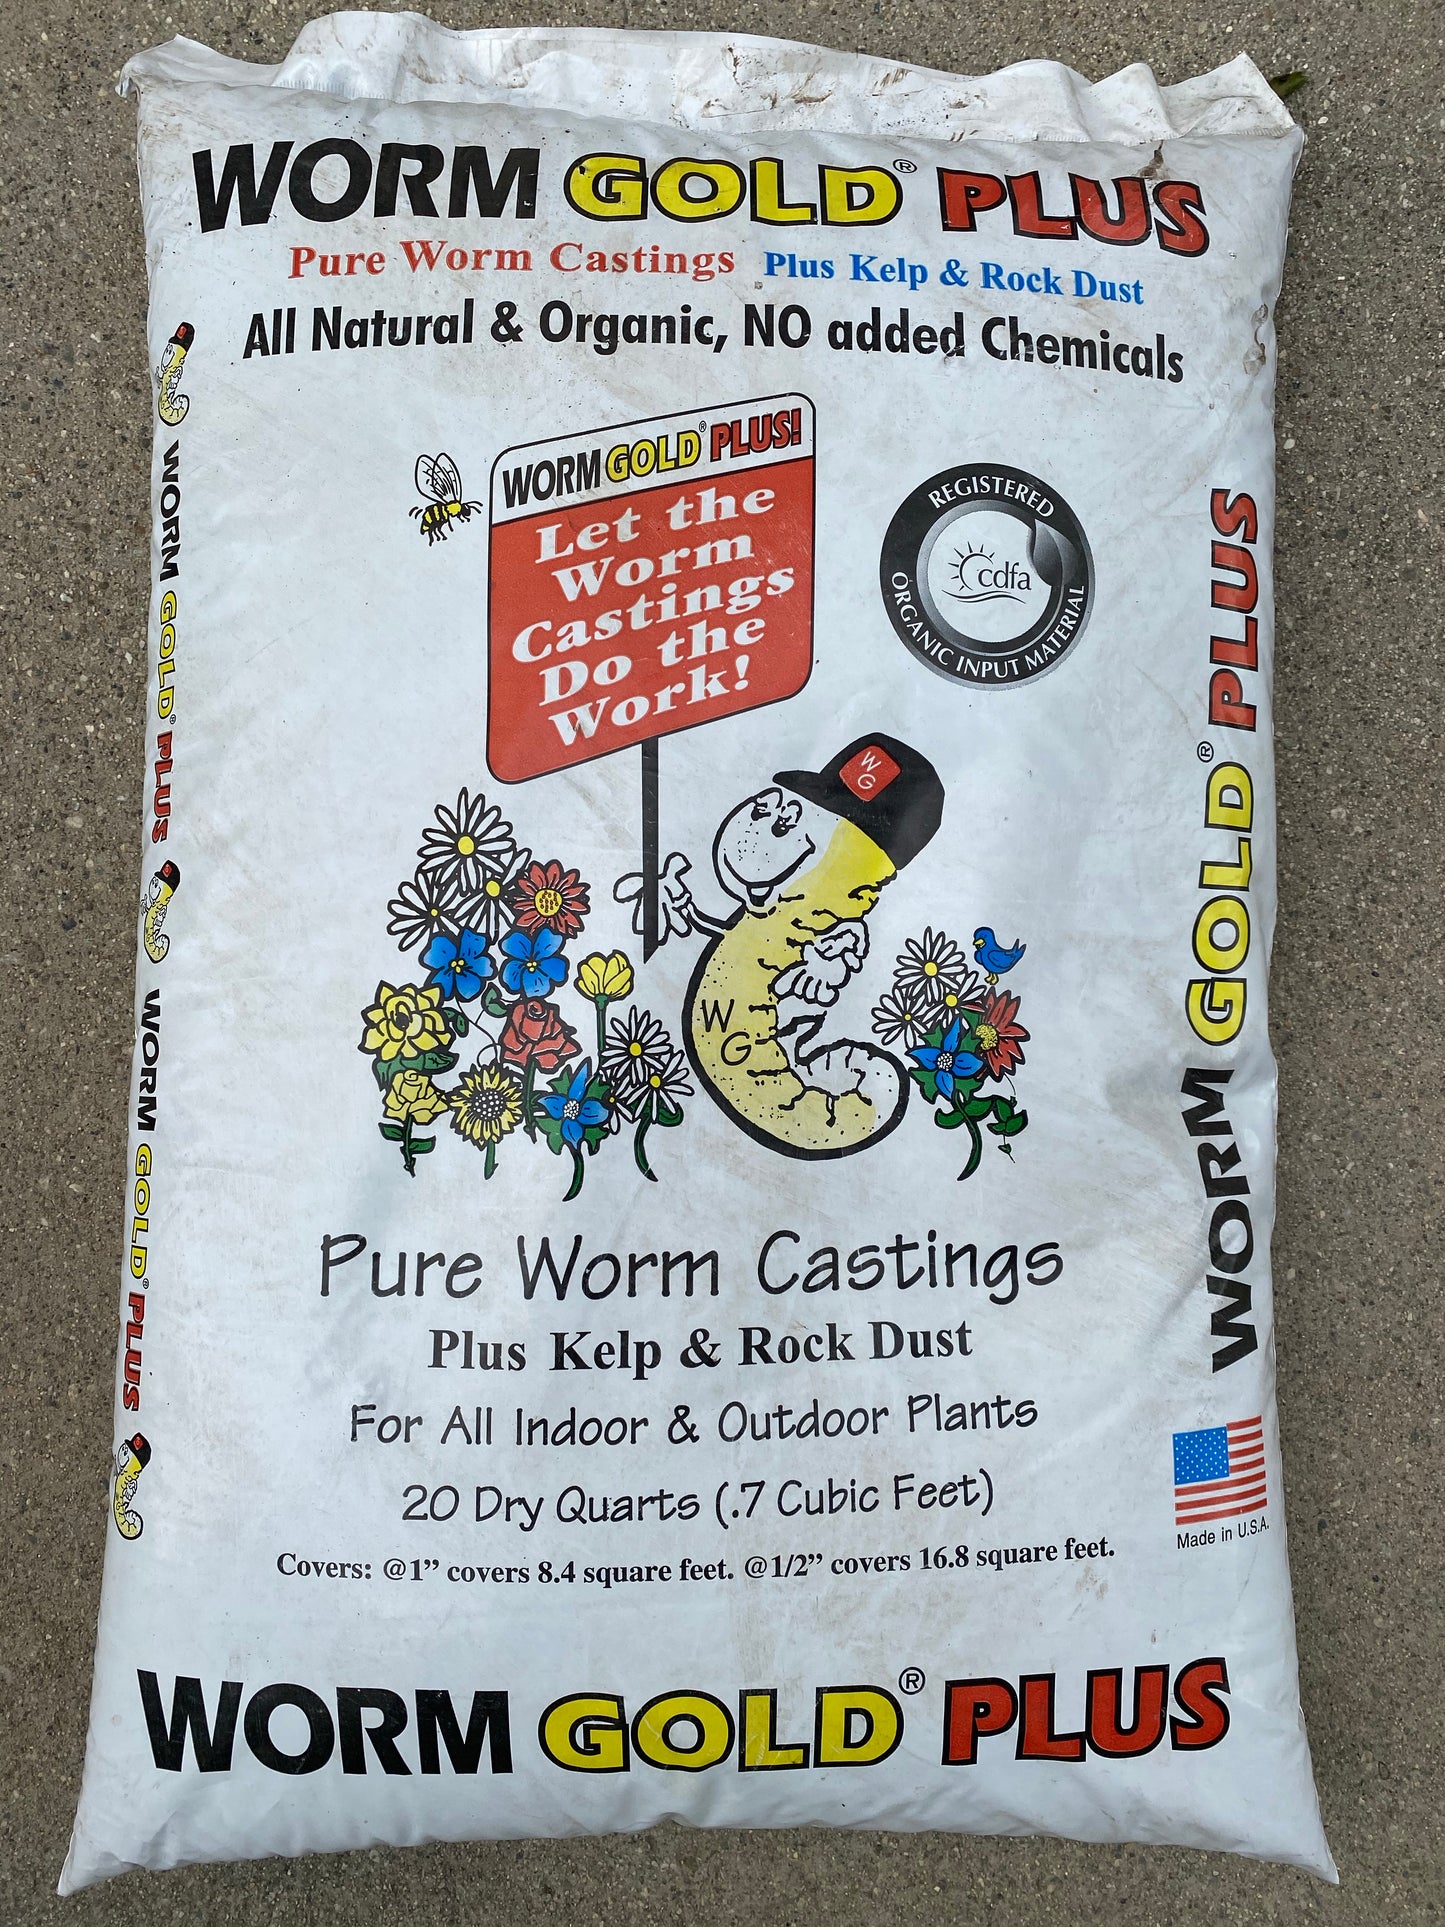 WORM GOLD® PLUS
Pure Worm Castings Plus Kelp & Rock Dust
All Natural & Organic, NO added Chemicals
WORM GOLD® PLUS!
Let the
Worm
Castings
Do the
Work!
REGISTERED
cdfa
ORGANIC INPUT MATERIAL
W
G
W
G
Pure Worm Castings
Plus Kelp & Rock Dust
For All Indoor & Outdoor Plants
20 Dry Quarts (.7 Cubic Feet)
Covers: @1” covers 8.4 square feet. @1/2” covers 16.8 square feet.
WORM GOLD® PLUS
WORM GOLD® PLUS
WORM GOLD® PLUS
WORM GOLD® PLUS
Made in U.S.A.